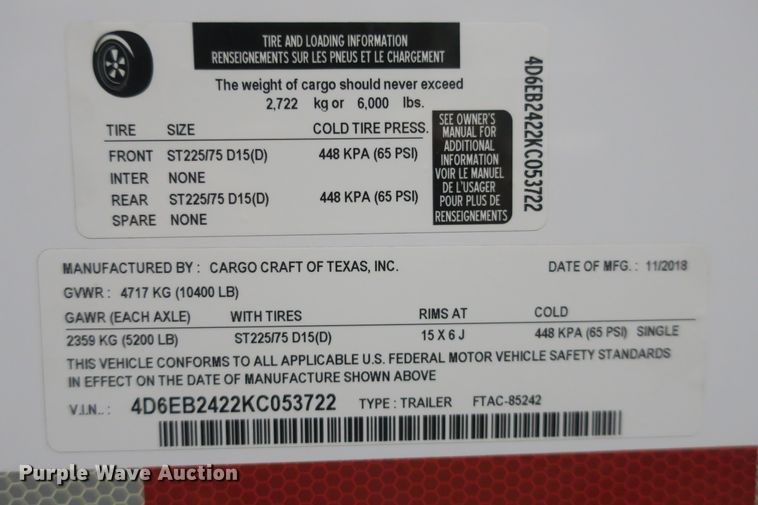 TIRE AND LOADING INFORMATION
RENSEIGNEMENTS SUR LES PNEUS ET LE CHARGEMENT
The weight of cargo should never exceed
2,722 kg or 6,000 lbs.
TIRE SIZE COLD TIRE PRESS.
FRONT ST225/75 D15(D) 448 KPA (65 PSI)
INTER NONE
REAR ST225/75 D15(D) 448 KPA (65 PSI)
SPARE NONE
SEE OWNER'S
MANUAL FOR
ADDITIONAL
INFORMATION
VOIR LE MANUEL
DE L'USAGER
POUR PLUS DE
RENSEIGNEMENTS
4D6EB2422KC053722
MANUFACTURED BY : CARGO CRAFT OF TEXAS, INC. DATE OF MFG. : 11/2018
GVWR : 4717 KG (10400 LB)
GAWR (EACH AXLE) WITH TIRES RIMS AT COLD
2359 KG (5200 LB) ST225/75 D15(D) 15 X 6 J 448 KPA (65 PSI) SINGLE
THIS VEHICLE CONFORMS TO ALL APPLICABLE U.S. FEDERAL MOTOR VEHICLE SAFETY STANDARDS
IN EFFECT ON THE DATE OF MANUFACTURE SHOWN ABOVE
V.I.N.. : 4D6EB2422KC053722 TYPE : TRAILER FTAC-85242
Purple Wave Auction